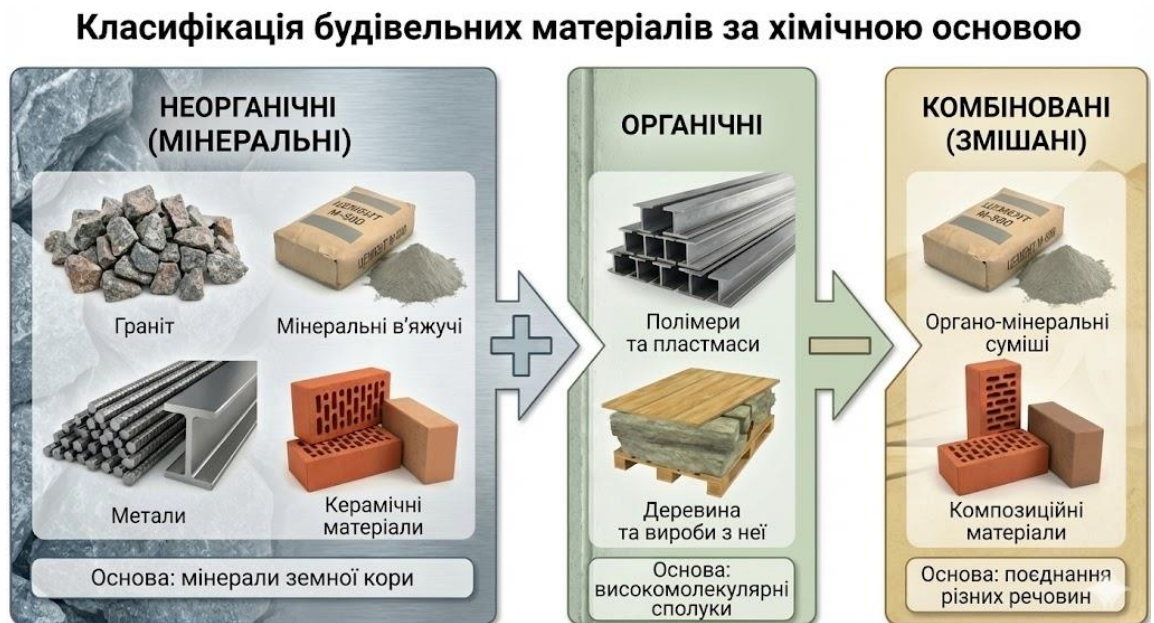 Класифікація будівельних матеріалів за хімічною основою
НЕОРГАНІЧНІ
(МІНЕРАЛЬНІ)
Граніт
Мінеральні в'яжучі
Метали
Керамічні
матеріали
Основа: мінерали земної кори
ОРГАНІЧНІ
Полімери
та пластмаси
Деревина
та вироби з неї
Основа:
високомолекулярні
сполуки
КОМБІНОВАНІ
(ЗМІШАНІ)
Органо-мінеральні
суміші
Композиційні
матеріали
Основа: поєднання
різних речовин